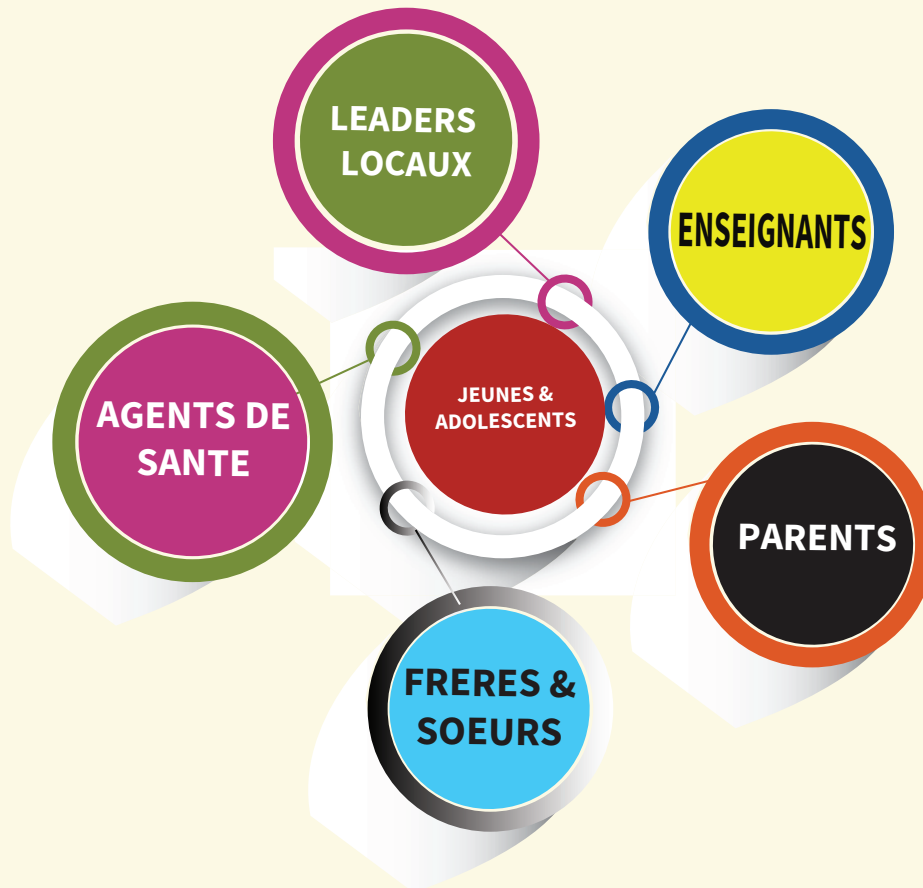 LEADERS
LOCAUX
ENSEIGNANTS
JEUNES &
ADOLESCENTS
AGENTS DE
SANTE
PARENTS
FRERES &
SOEURS